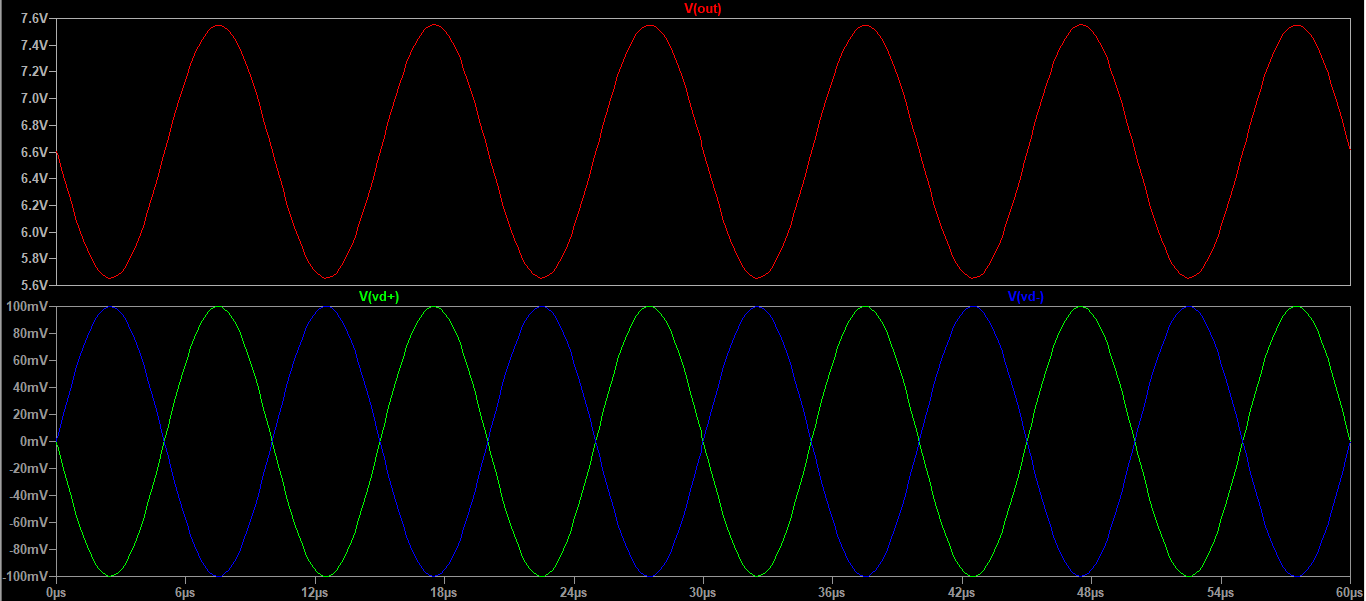 V(out)
7.6V
7.4V
7.2V
7.0V
6.8V
6.6V
6.4V
6.2V
6.0V
5.8V
5.6V
V(vd+) V(vd-)
100mV
80mV
60mV
40mV
20mV
0mV
-20mV
-40mV
-60mV
-80mV
-100mV
0µs 6µs 12µs 18µs 24µs 30µs 36µs 42µs 48µs 54µs 60µs